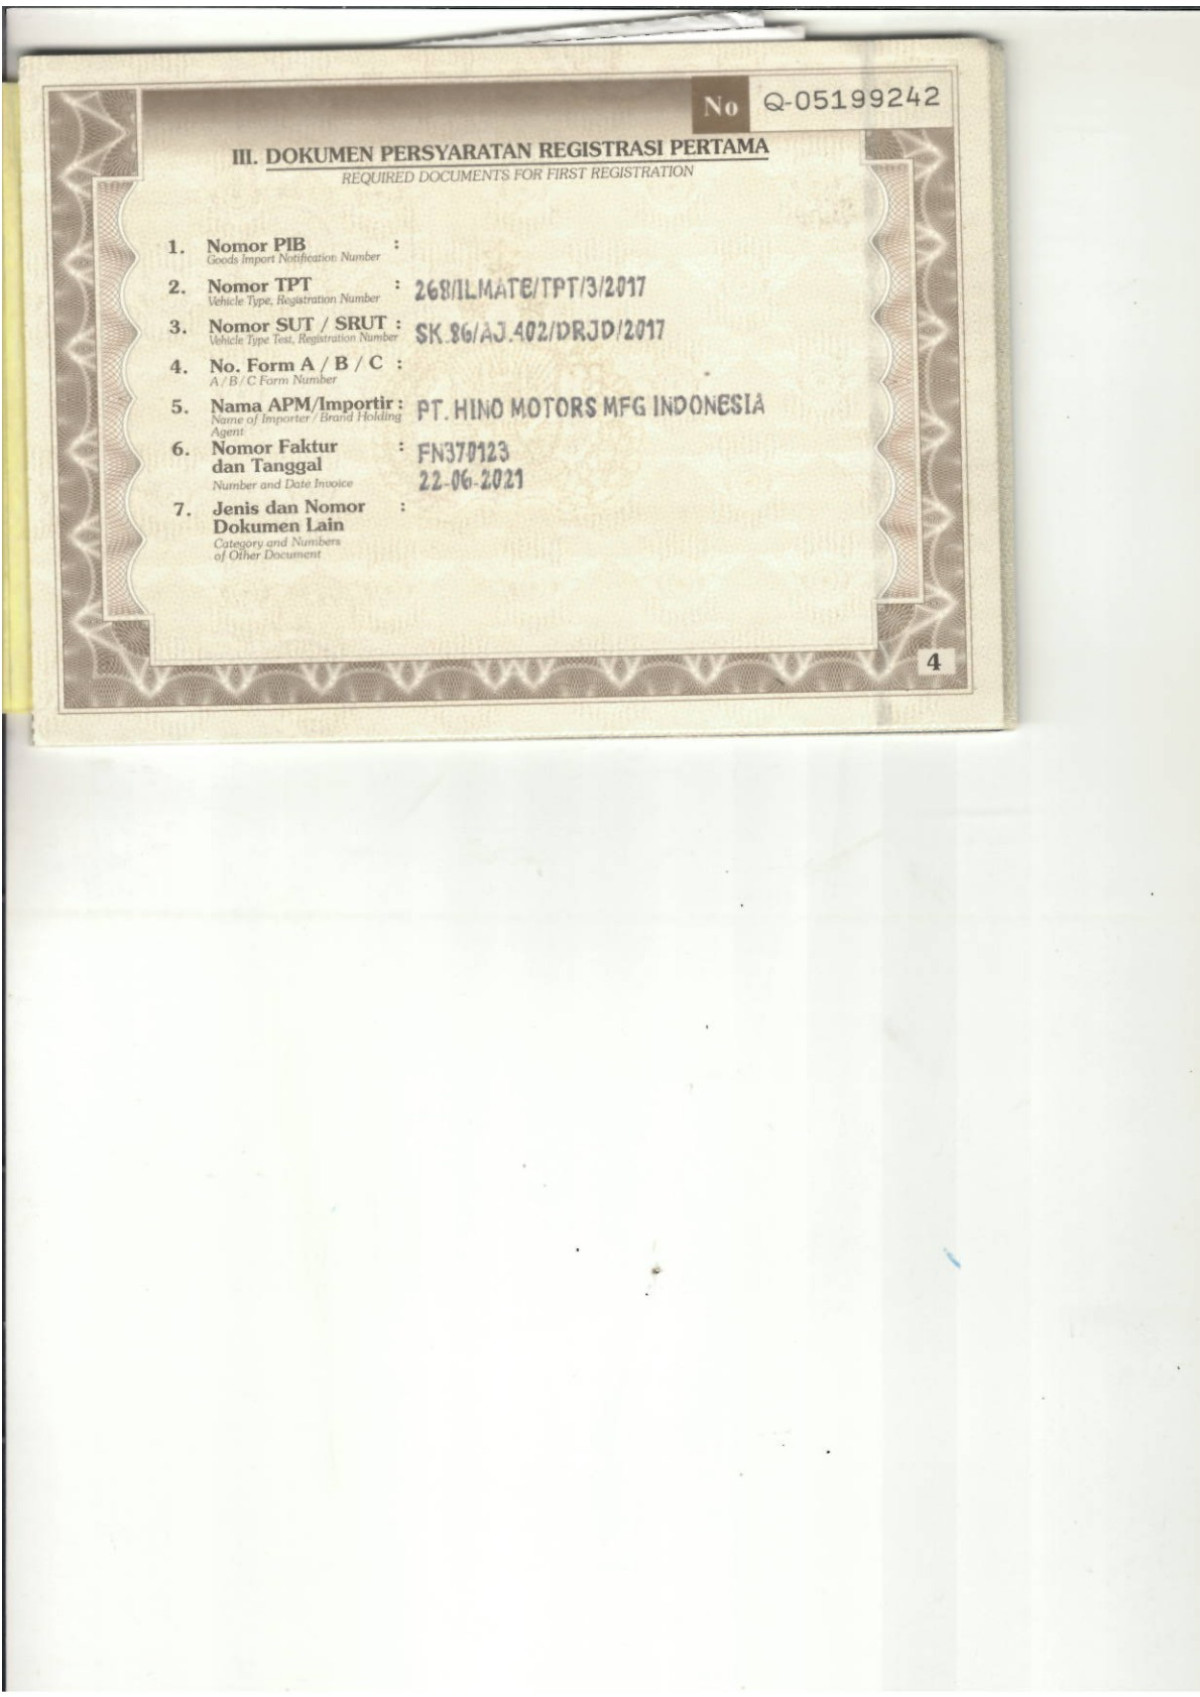 No Q-05199242
III. DOKUMEN PERSYARATAN REGISTRASI PERTAMA
REQUIRED DOCUMENTS FOR FIRST REGISTRATION
1. Nomor PIB :
Goods Import Notification Number
2. Nomor TPT : 268/ILMATE/TPT/3/2017
Vehicle Type, Registration Number
3. Nomor SUT / SRUT : SK.86/AJ.402/DRJD/2017
Vehicle Type Test, Registration Number
4. No. Form A / B / C :
A / B / C Form Number
5. Nama APM/Importir : PT. HINO MOTORS MFG INDONESIA
Name of Importer / Brand Holding
Agent
6. Nomor Faktur : FN370123
dan Tanggal 22-06-2021
Number and Date Invoice
7. Jenis dan Nomor :
Dokumen Lain
Category and Numbers
of Other Document
4